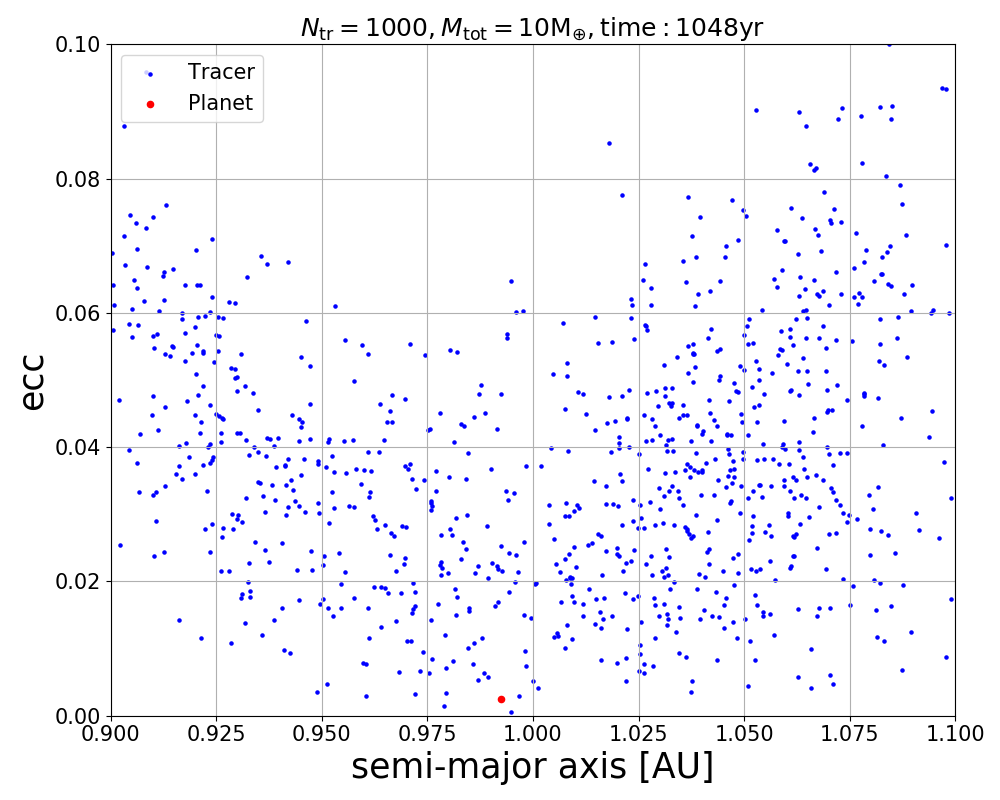 N_tr = 1000, M_tot = 10M_⊕, time : 1048yr
0.10
Tracer
Planet
0.08
0.06
ecc
0.04
0.02
0.00
0.900 0.925 0.950 0.975 1.000 1.025 1.050 1.075 1.100
semi-major axis [AU]